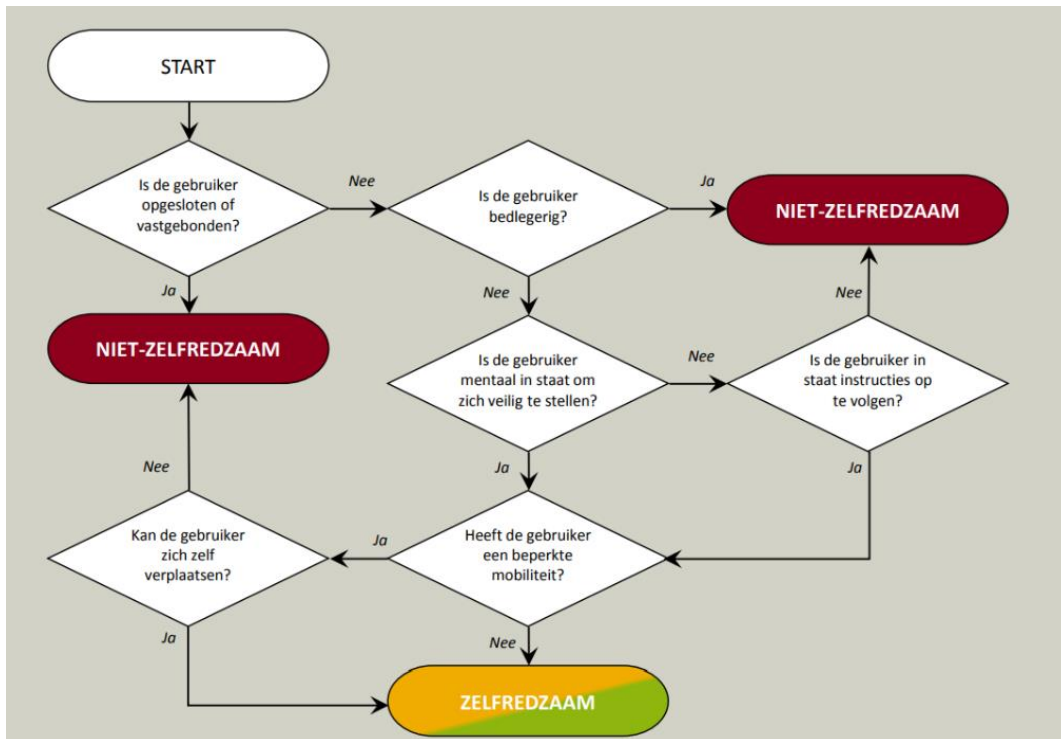 START
Is de gebruiker
opgesloten of
vastgebonden?
Nee
Is de gebruiker
bedlegerig?
Ja
NIET-ZELFREDZAAM
Ja
Nee
Nee
NIET-ZELFREDZAAM
Is de gebruiker
mentaal in staat om
zich veilig te stellen?
Nee
Is de gebruiker in
staat instructies op
te volgen?
Nee
Ja
Ja
Kan de gebruiker
zich zelf
verplaatsen?
Ja
Heeft de gebruiker
een beperkte
mobiliteit?
Ja
Nee
ZELFREDZAAM